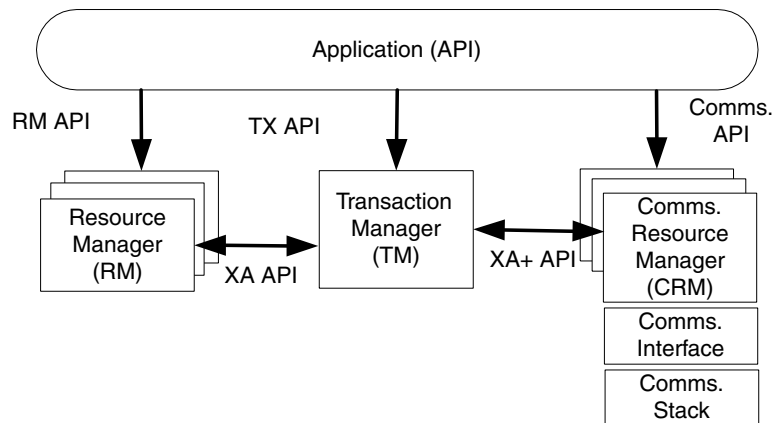 Application (API)
RM API
TX API
Comms.
API
Resource
Manager
(RM)
XA API
Transaction
Manager
(TM)
XA+ API
Comms.
Resource
Manager
(CRM)
Comms.
Interface
Comms.
Stack